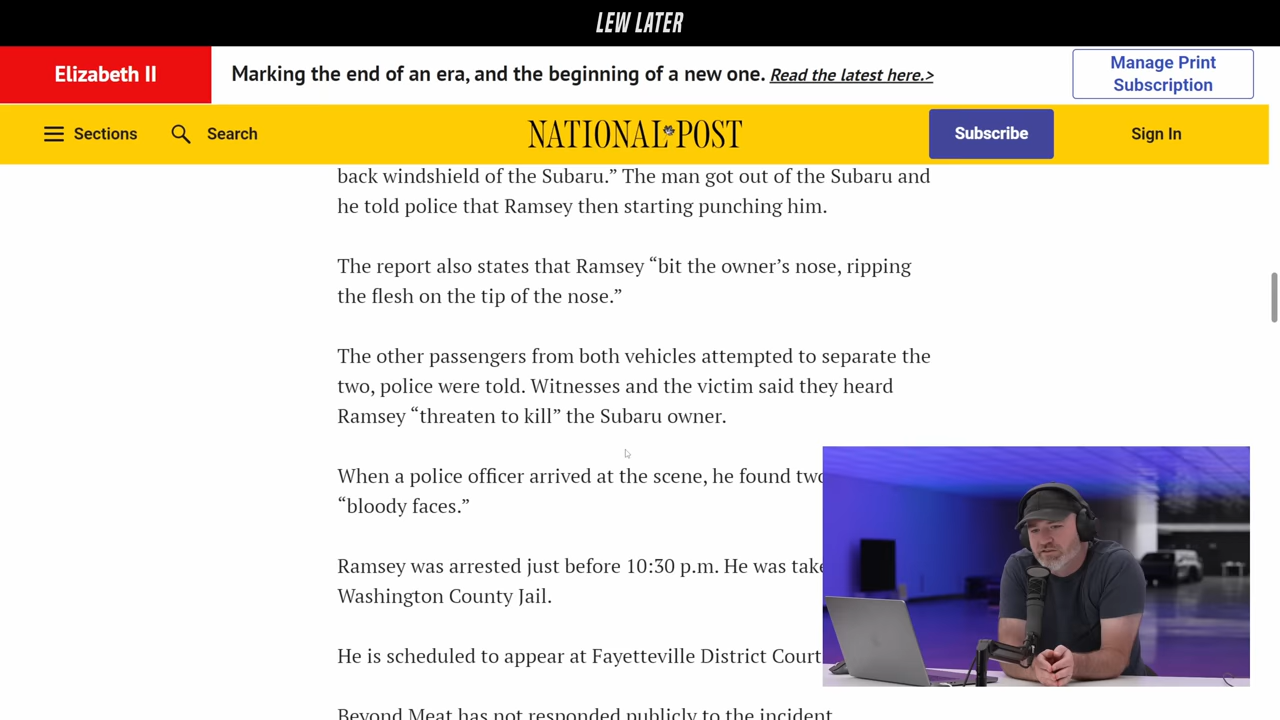 LEW LATER
Elizabeth II
Marking the end of an era, and the beginning of a new one. Read the latest here.>
Manage Print
Subscription
Sections
Search
NATIONAL POST
Subscribe
Sign In
back windshield of the Subaru.” The man got out of the Subaru and
he told police that Ramsey then starting punching him.
The report also states that Ramsey “bit the owner’s nose, ripping
the flesh on the tip of the nose.”
The other passengers from both vehicles attempted to separate the
two, police were told. Witnesses and the victim said they heard
Ramsey “threaten to kill” the Subaru owner.
When a police officer arrived at the scene, he found
“bloody faces.”
Ramsey was arrested just before 10:30 p.m. He was
Washington County Jail.
He is scheduled to appear at Fayetteville District Court
Beyond Meat has not responded publicly to the incident